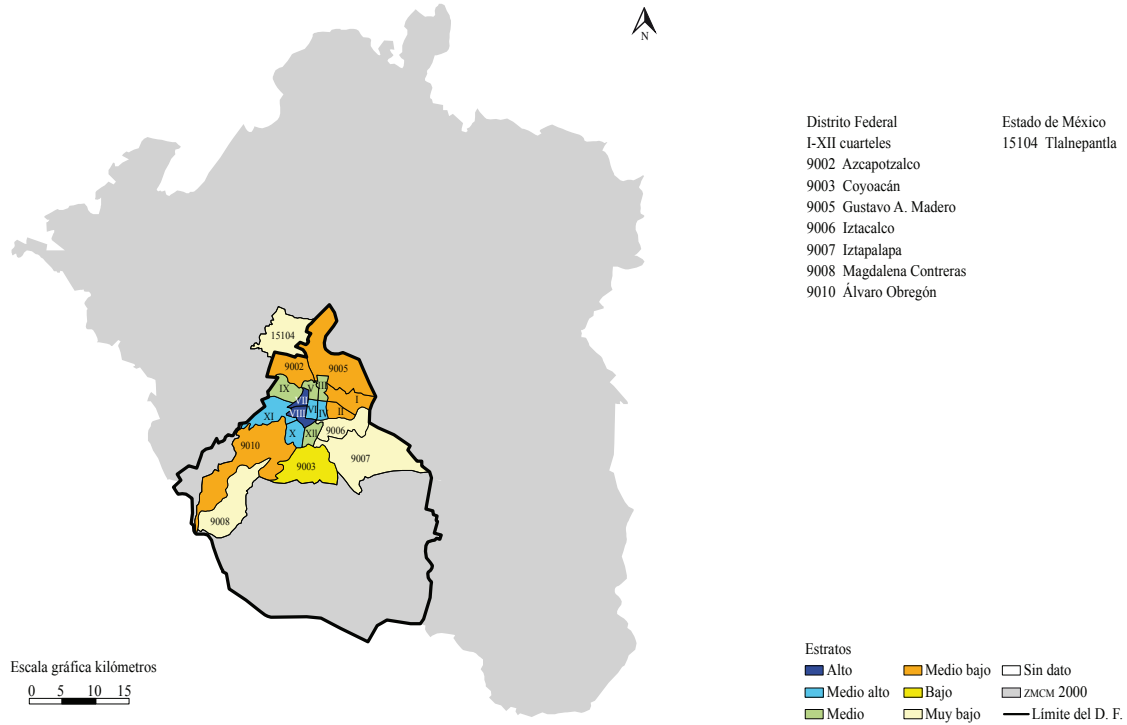 N
Distrito Federal
I-XII cuarteles
9002 Azcapotzalco
9003 Coyoacán
9005 Gustavo A. Madero
9006 Iztacalco
9007 Iztapalapa
9008 Magdalena Contreras
9010 Álvaro Obregón
Estado de México
15104 Tlalnepantla
15104
9002
9005
IX
V
III
VII
I
XI
VIII
VI
IV
II
X
XII
9006
9010
9003
9007
9008
Escala gráfica kilómetros
0 5 10 15
Estratos
Alto
Medio alto
Medio
Medio bajo
Bajo
Muy bajo
Sin dato
ZMCM 2000
Límite del D. F.